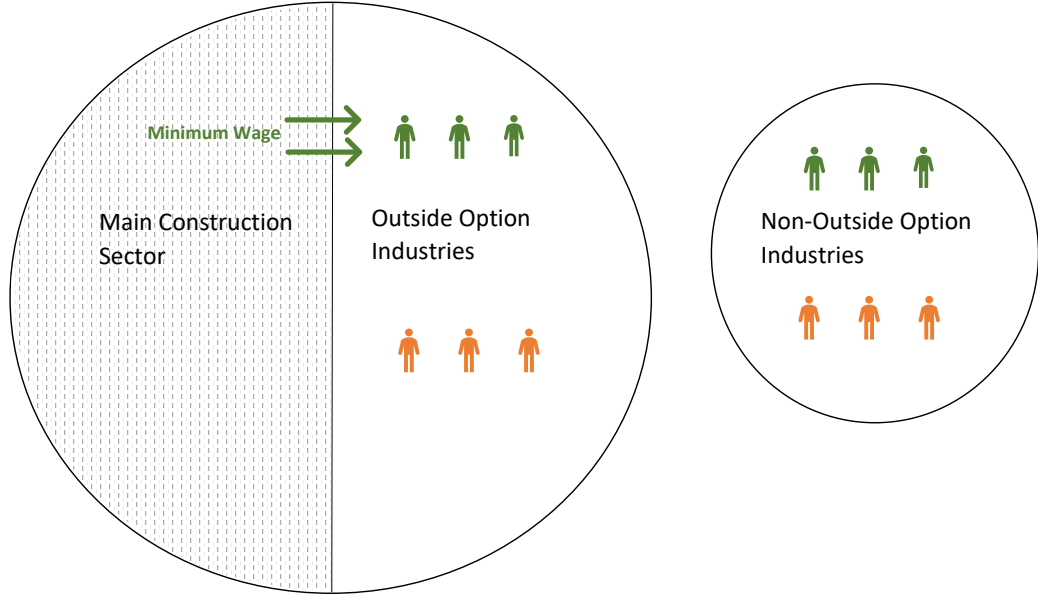 Minimum Wage
Main Construction
Sector
Outside Option
Industries
Non-Outside Option
Industries